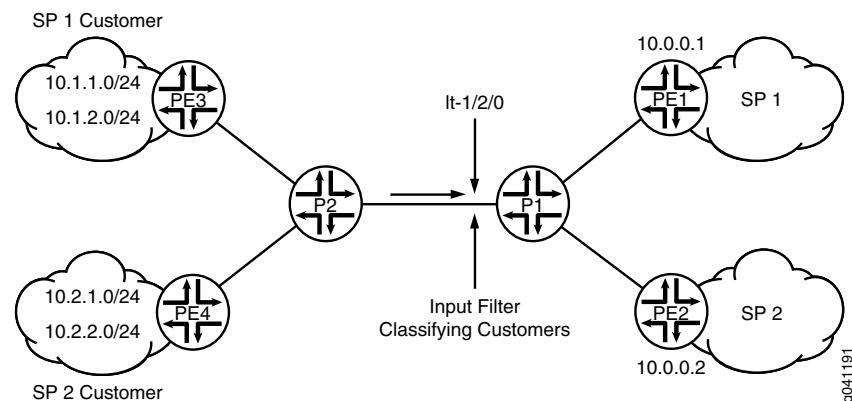 SP 1 Customer
10.1.1.0/24
10.1.2.0/24
PE3
10.0.0.1
PE1
SP 1
lt-1/2/0
P2
P1
10.2.1.0/24
10.2.2.0/24
PE4
Input Filter
Classifying Customers
PE2
SP 2
10.0.0.2
SP 2 Customer
g041191